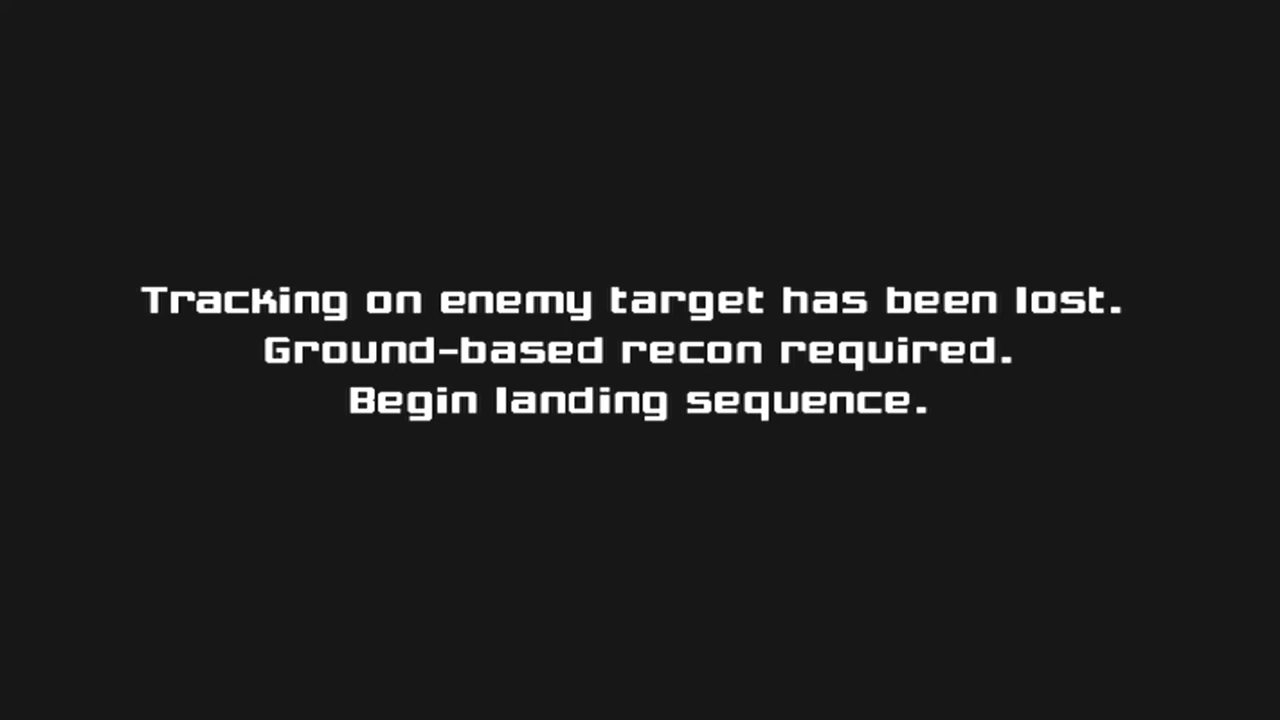 Tracking on enemy target has been lost.
Ground-based recon required.
Begin landing sequence.